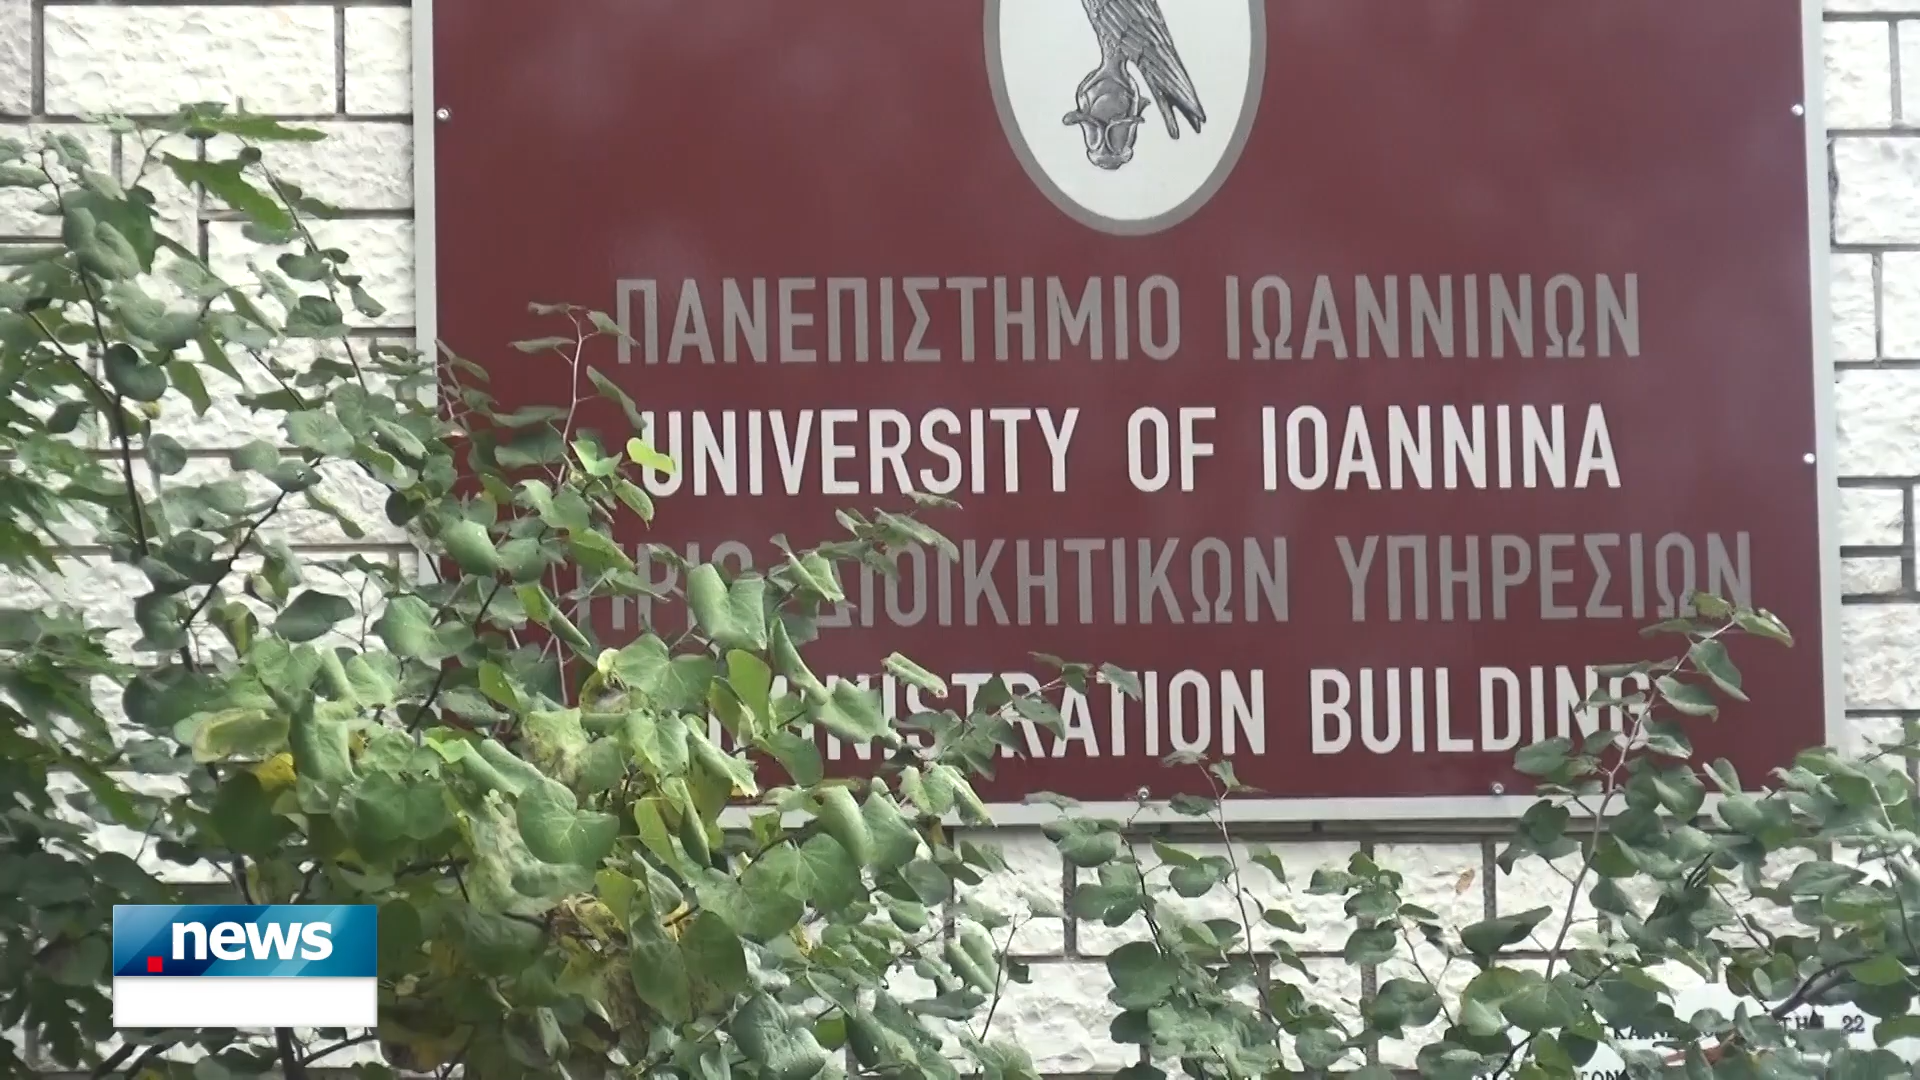 ΠΑΝΕΠΙΣΤΗΜΙΟ ΙΩΑΝΝΙΝΩΝ
UNIVERSITY OF IOANNINA
ΔΙΟΙΚΗΤΙΚΩΝ ΥΠΗΡΕΣΙΩΝ
BUILDING
.news
22